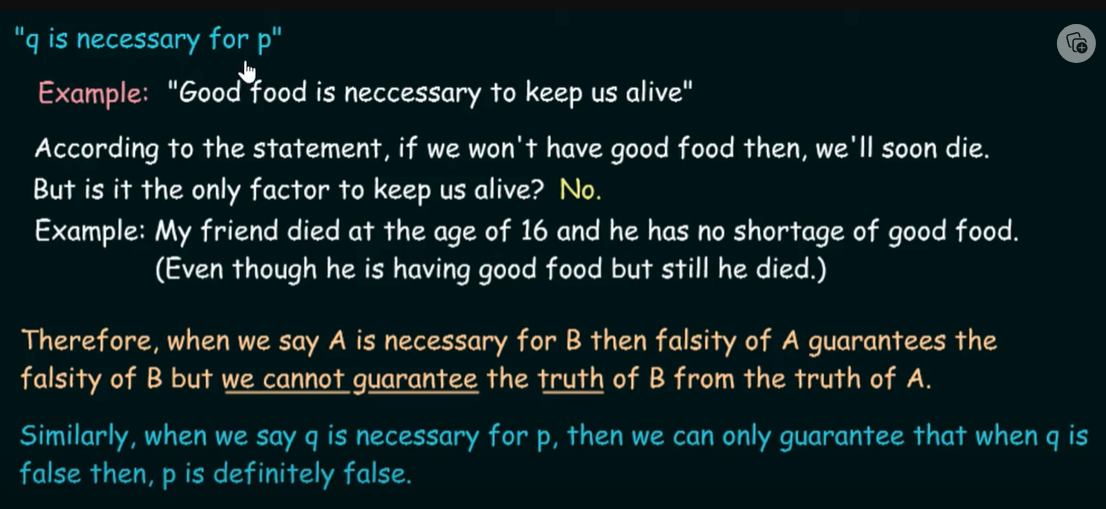 "q is necessary for p"
Example: "Good food is neccessary to keep us alive"
According to the statement, if we won't have good food then, we'll soon die.
But is it the only factor to keep us alive? No.
Example: My friend died at the age of 16 and he has no shortage of good food.
(Even though he is having good food but still he died.)
Therefore, when we say A is necessary for B then falsity of A guarantees the
falsity of B but we cannot guarantee the truth of B from the truth of A.
Similarly, when we say q is necessary for p, then we can only guarantee that when q is
false then, p is definitely false.